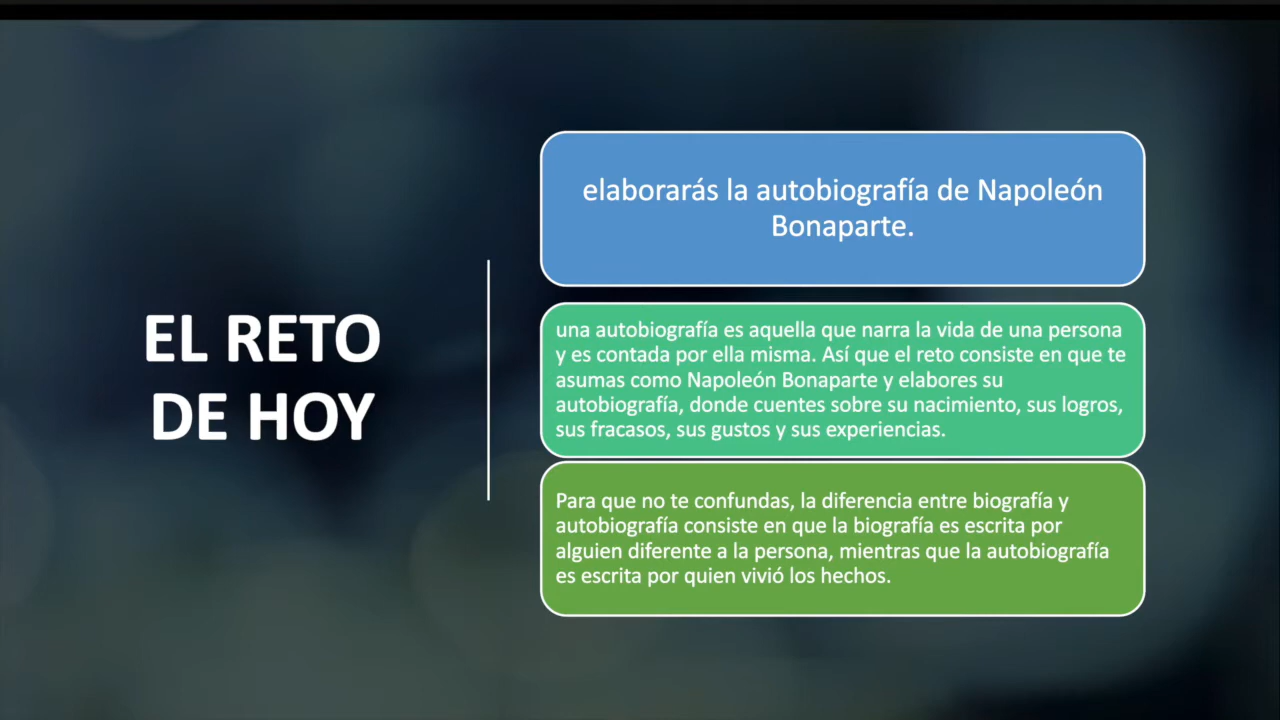 EL RETO
DE HOY
elaborarás la autobiografía de Napoleón
Bonaparte.
una autobiografía es aquella que narra la vida de una persona
y es contada por ella misma. Así que el reto consiste en que te
asumas como Napoleón Bonaparte y elabores su
autobiografía, donde cuentes sobre su nacimiento, sus logros,
sus fracasos, sus gustos y sus experiencias.
Para que no te confundas, la diferencia entre biografía y
autobiografía consiste en que la biografía es escrita por
alguien diferente a la persona, mientras que la autobiografía
es escrita por quien vivió los hechos.